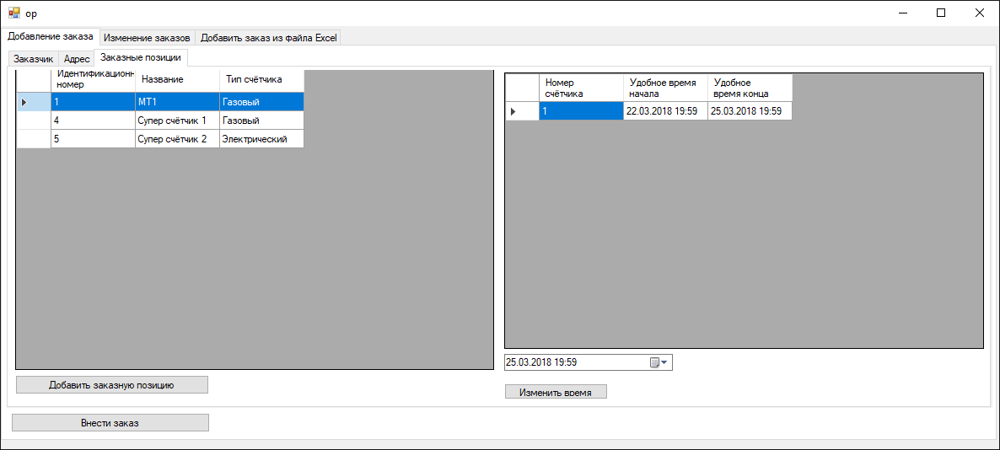 op
Добавление заказа Изменение заказов Добавить заказ из файла Excel
Заказчик Адрес Заказные позиции
Идентификационн
номер
Название
Тип счётчика
1 МТ1 Газовый
4 Супер счётчик 1 Газовый
5 Супер счётчик 2 Электрический
Добавить заказную позицию
Номер
счётчика
Удобное время
начала
Удобное
время конца
1 22.03.2018 19:59 25.03.2018 19:59
25.03.2018 19:59
Изменить время
Внести заказ